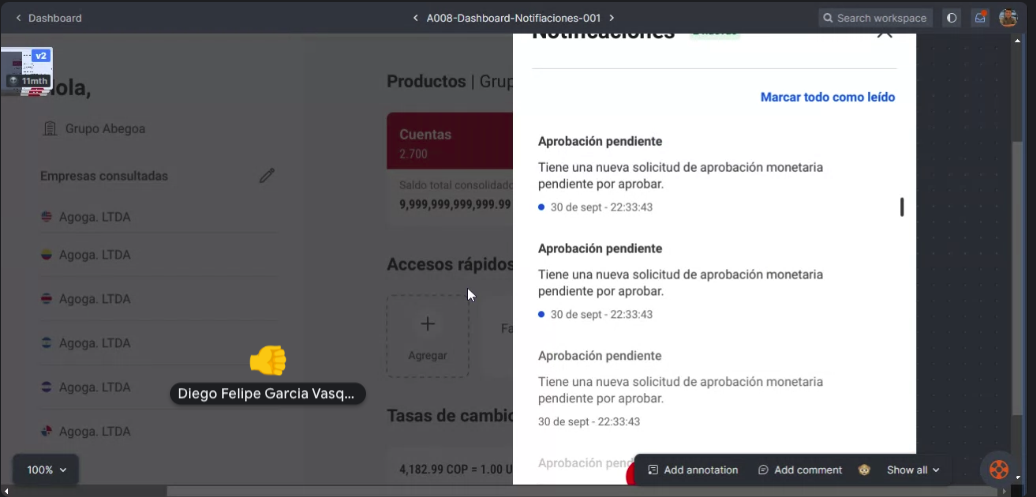 Dashboard
A008-Dashboard-Notifiaciones-001
Search workspace
v2
11mth
Hola,
Grupo Abegoa
Empresas consultadas
Agoga. LTDA
Agoga. LTDA
Agoga. LTDA
Agoga. LTDA
Agoga. LTDA
Agoga. LTDA
Productos | Grup
Cuentas
2.700
Saldo total consolidado
9,999,999,999,999.99
Accesos rápidos
Agregar
Fa
Tasas de cambio
4,182.99 COP = 1.00 U
Diego Felipe Garcia Vasq...
Notificaciones
Marcar todo como leído
Aprobación pendiente
Tiene una nueva solicitud de aprobación monetaria
pendiente por aprobar.
30 de sept - 22:33:43
Aprobación pendiente
Tiene una nueva solicitud de aprobación monetaria
pendiente por aprobar.
30 de sept - 22:33:43
Aprobación pendiente
Tiene una nueva solicitud de aprobación monetaria
pendiente por aprobar.
30 de sept - 22:33:43
Aprobación pend
100%
Add annotation
Add comment
Show all